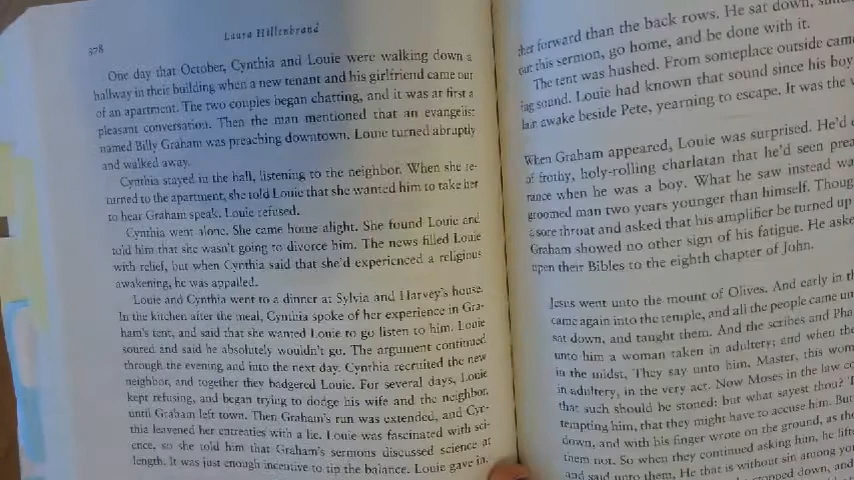 378
Laura Hillenbrand
One day that October, Cynthia and Louie were walking down a
hallway in their building when a new tenant and his girlfriend came out
of an apartment. The two couples began chatting, and it was at first a
pleasant conversation. Then the man mentioned that an evangelist
named Billy Graham was preaching downtown. Louie turned abruptly
and walked away.
Cynthia stayed in the hall, listening to the neighbor. When she re-
turned to the apartment, she told Louie that she wanted him to take her
to hear Graham speak. Louie refused.
Cynthia went alone. She came home alight. She found Louie and
told him that she wasn't going to divorce him. The news filled Louie
with relief, but when Cynthia said that she'd experienced a religious
awakening, he was appalled.
Louie and Cynthia went to a dinner at Sylvia and Harvey's house.
In the kitchen after the meal, Cynthia spoke of her experience in Gra-
ham's tent, and said that she wanted Louie to go listen to him. Louie
soured and said he absolutely wouldn't go. The argument continued
through the evening and into the next day. Cynthia recruited the new
neighbor, and together they badgered Louie. For several days, Louie
kept refusing, and began trying to dodge his wife and the neighbor,
until Graham left town. Then Graham's run was extended, and Cyn-
thia leavened her entreaties with a lie. Louie was fascinated with sci-
ence, so she told him that Graham's sermons discussed science at
length. It was just enough incentive to tip the balance. Louie gave in.
ther forward than the back rows. He sat down,
out this sermon, go home, and be done with it.
The tent was hushed. From someplace outside came
ing sound. Louie had known that sound since his boy
lain awake beside Pete, yearning to escape. It was the
When Graham appeared, Louie was surprised. He'd
of frothy, holy-rolling charlatan that he'd seen prea
rance when he was a boy. What he saw instead wa
groomed man two years younger than himself. Thoug
a sore throat and asked that his amplifier be turned up
Graham showed no other sign of his fatigue. He aske
open their Bibles to the eighth chapter of John.
Jesus went unto the mount of Olives. And early in th
came again into the temple, and all the people came un
sat down, and taught them. And the scribes and Pha
unto him a woman taken in adultery; and when the
in the midst, They say unto him, Master, this wom
in adultery, in the very act. Now Moses in the law co
that such should be stoned: but what sayest thou? T
tempting him, that they might have to accuse him. But
down, and with his finger wrote on the ground, as tho
them not. So when they continued asking him, he lifte
and said unto them, He that is without sin among yo
stopped down, and